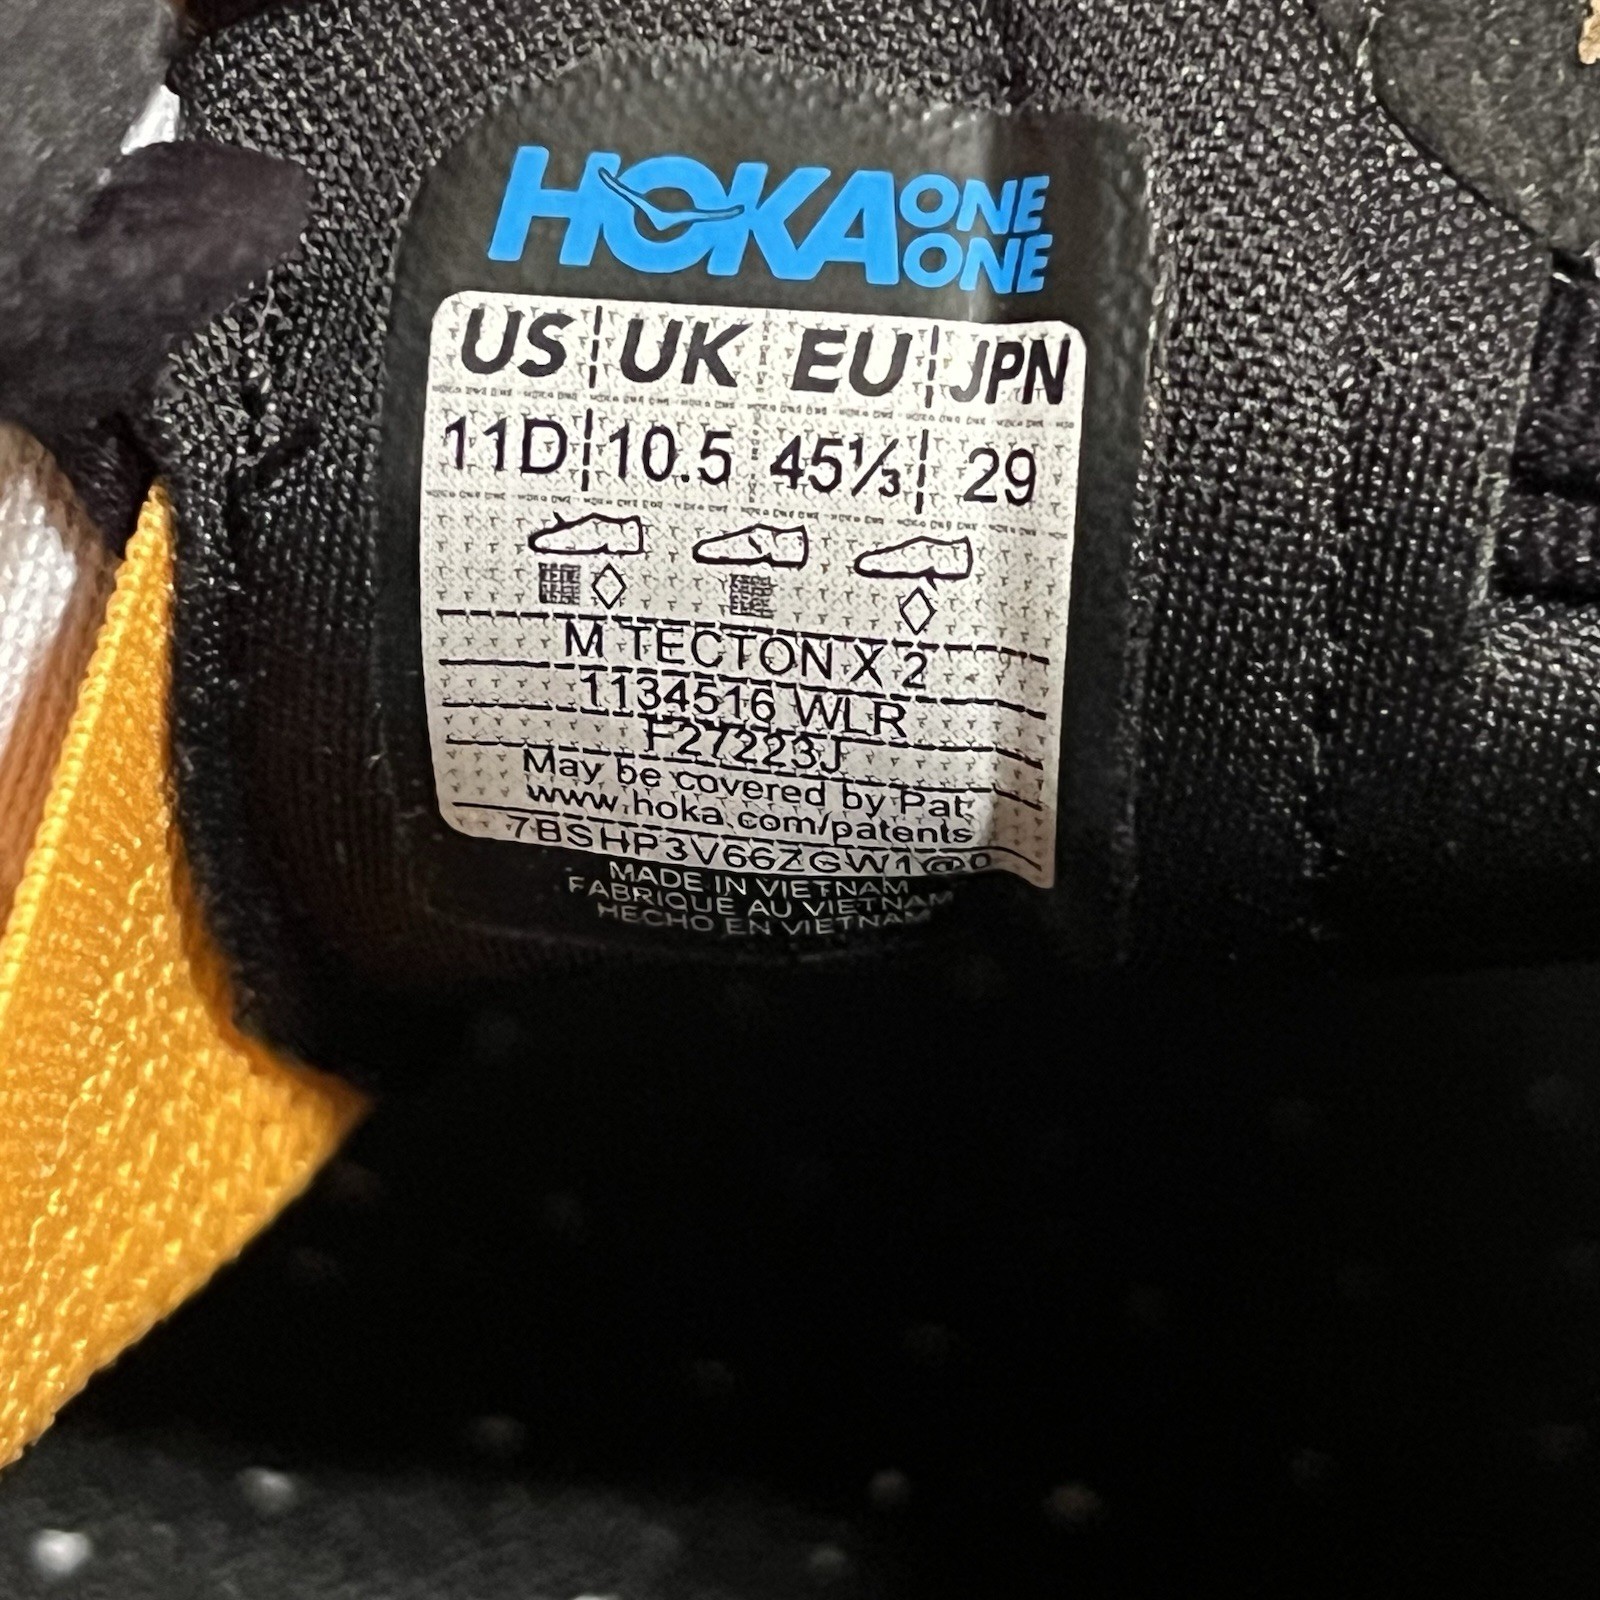 HOKA ONE ONE
US UK EU JPN
11D 10.5 45⅓ 29
M TECTON X 2
1134516 WLR
F27223J
May be covered by Pat
www.hoka.com/patents
7BSHP3V66ZGW1@0
MADE IN VIETNAM
FABRIQUE AU VIETNAM
HECHO EN VIETNAM